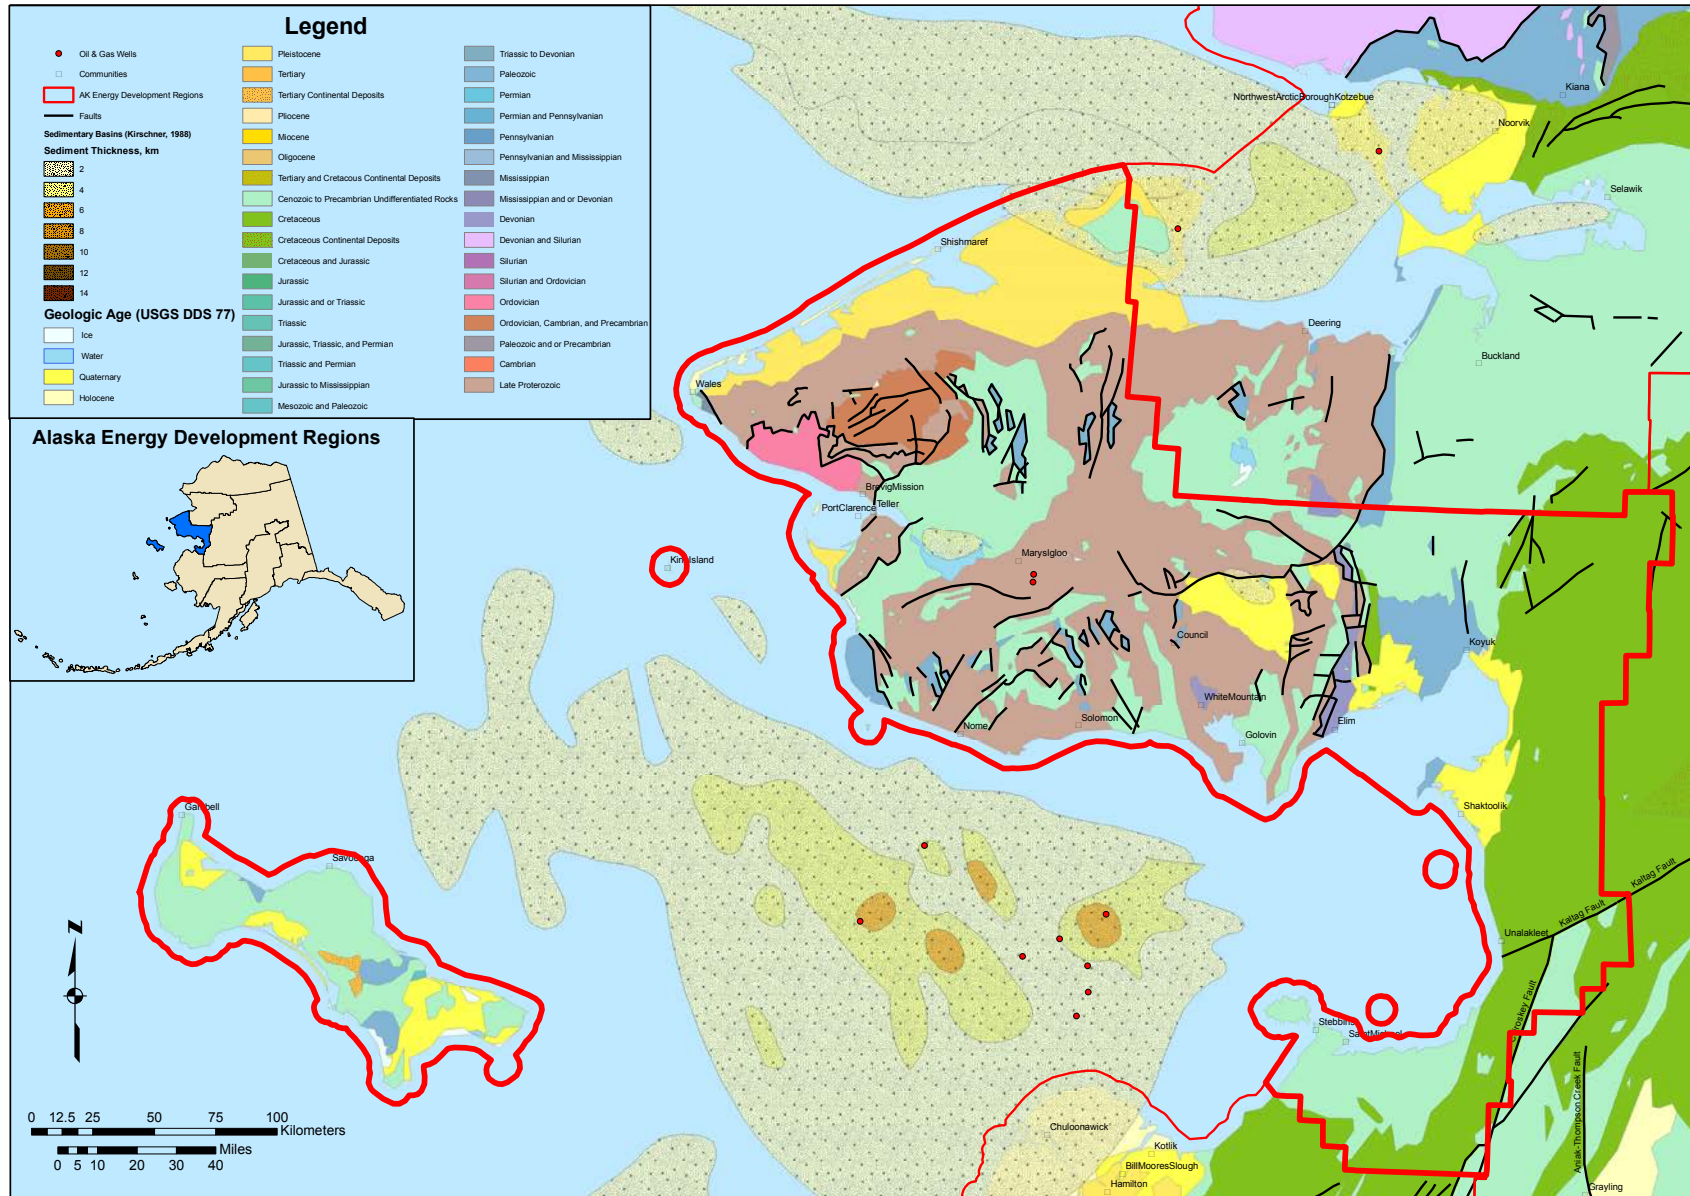 Legend
Oil & Gas Wells
Communities
AK Energy Development Regions
Faults
Sedimentary Basins (Kirschner, 1988)
Sediment Thickness, km
2
4
6
8
10
12
14
Geologic Age (USGS DDS 77)
Ice
Water
Quaternary
Holocene
Pleistocene
Tertiary
Tertiary Continental Deposits
Pliocene
Miocene
Oligocene
Tertiary and Cretacous Continental Deposits
Cenozoic to Precambrian Undifferentiated Rocks
Cretaceous
Cretaceous Continental Deposits
Cretaceous and Jurassic
Jurassic
Jurassic and or Triassic
Triassic
Jurassic, Triassic, and Permian
Triassic and Permian
Jurassic to Mississippian
Mesozoic and Paleozoic
Triassic to Devonian
Paleozoic
Permian
Permian and Pennsylvanian
Pennsylvanian
Pennsylvanian and Mississippian
Mississippian
Mississippian and or Devonian
Devonian
Devonian and Silurian
Silurian
Silurian and Ordovician
Ordovician
Ordovician, Cambrian, and Precambrian
Paleozoic and or Precambrian
Cambrian
Late Proterozoic
Alaska Energy Development Regions
NorthwestArcticBoroughKotzebue
Kiana
Noorvik
Selawik
Shishmaref
Deering
Buckland
Wales
BrevigMission
Teller
PortClarence
KingIsland
MarysIgloo
Council
Koyuk
WhiteMountain
Nome
Solomon
Golovin
Elim
Shaktoolik
Gambell
Savoonga
Kaltag Fault
Kaltag Fault
Unalakleet
Stebbins
SaintMichael
Aniak-Thompson Creek Fault
Chuloonawick
Kotlik
BillMooresSlough
Hamilton
Grayling
N
0 12.5 25 50 75 100
Kilometers
Miles
0 5 10 20 30 40